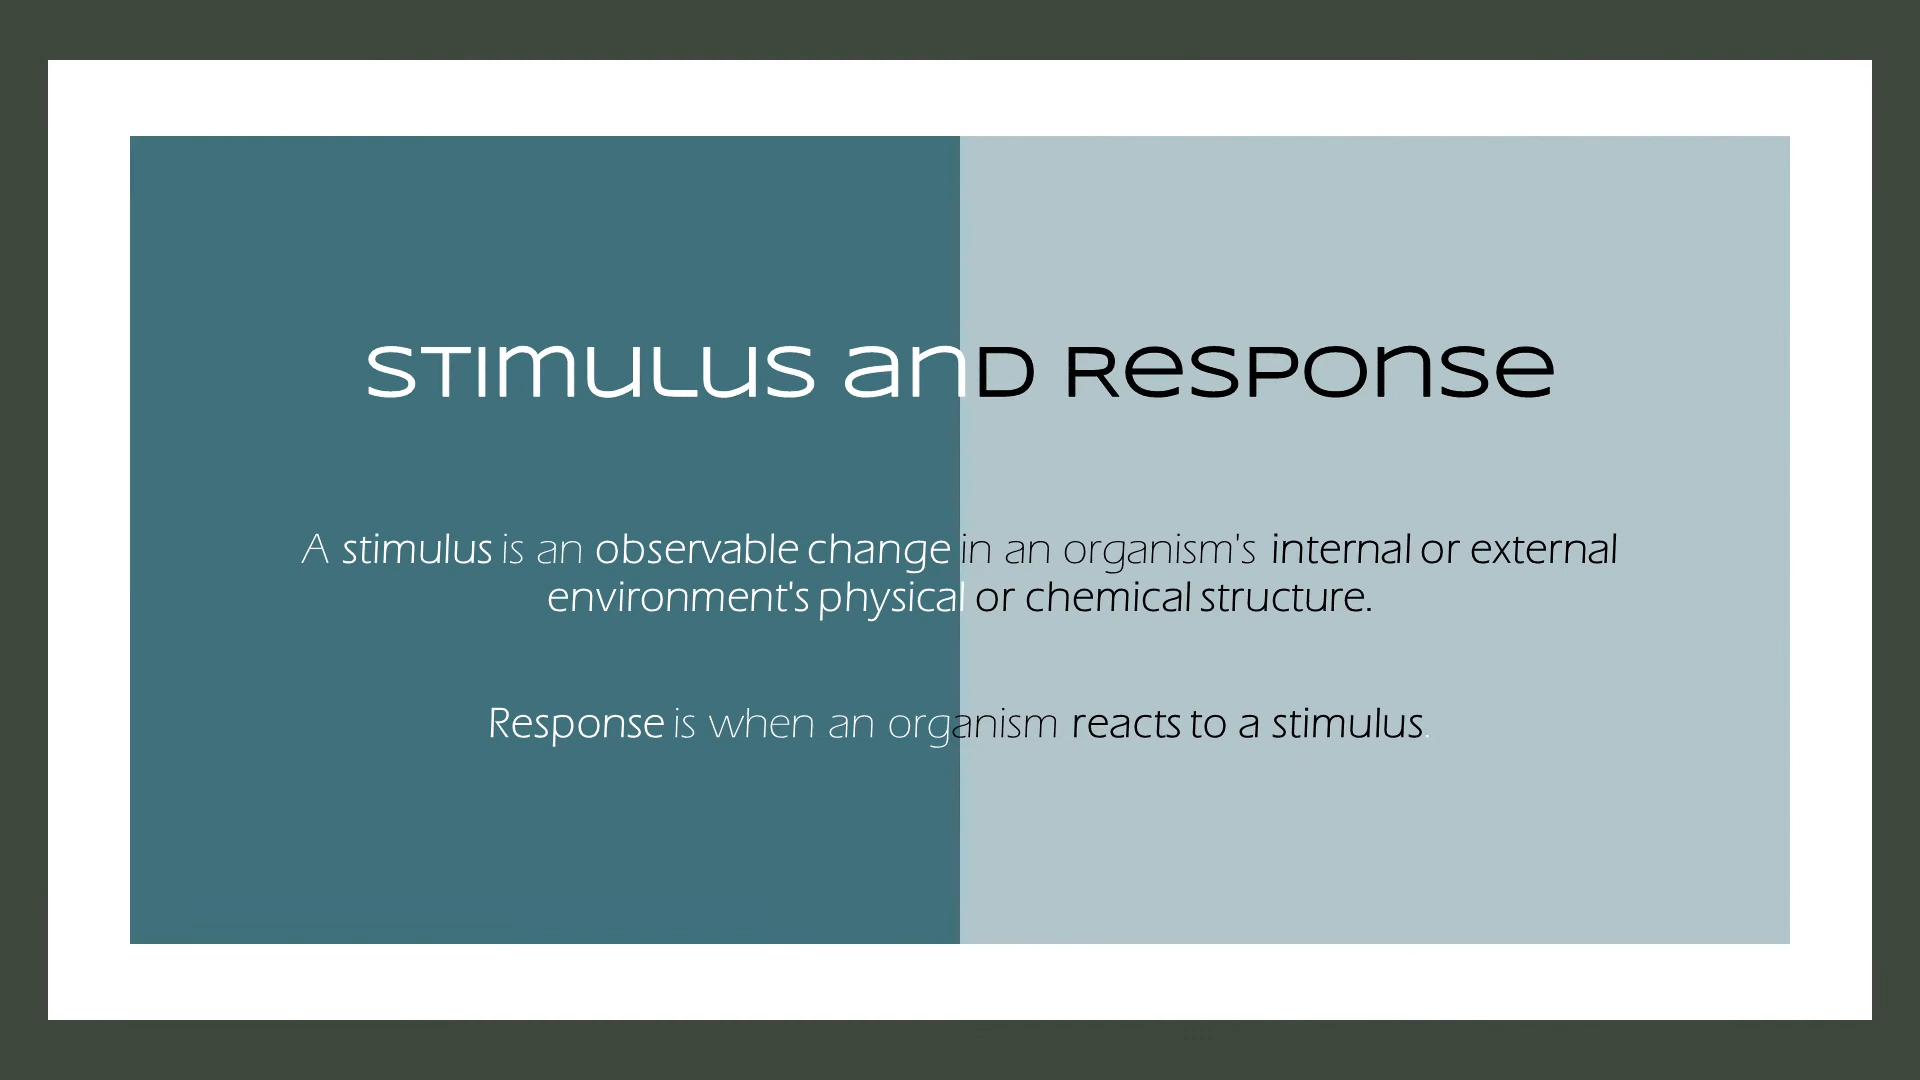 STIMULUS AND RESPONSE
A stimulus is an observable change in an organism's internal or external
environment's physical or chemical structure.
Response is when an organism reacts to a stimulus.